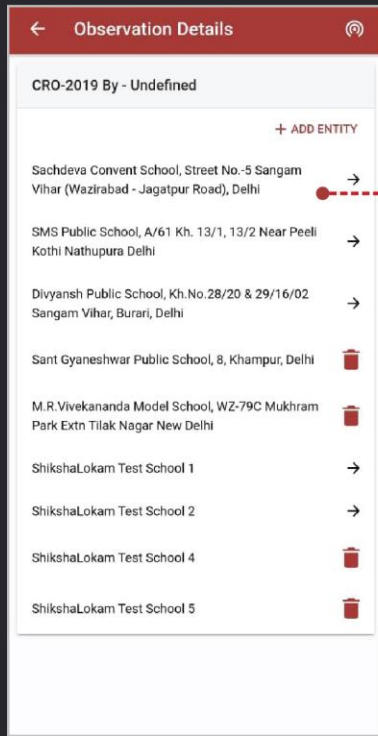 Observation Details
CRO-2019 By - Undefined
+ ADD ENTITY
Sachdeva Convent School, Street No.-5 Sangam
Vihar (Wazirabad - Jagatpur Road), Delhi
SMS Public School, A/61 Kh. 13/1, 13/2 Near Peeli
Kothi Nathupura Delhi
Divyansh Public School, Kh.No.28/20 & 29/16/02
Sangam Vihar, Burari, Delhi
Sant Gyaneshwar Public School, 8, Khampur, Delhi
M.R.Vivekananda Model School, WZ-79C Mukhram
Park Extn Tilak Nagar New Delhi
ShikshaLokam Test School 1
ShikshaLokam Test School 2
ShikshaLokam Test School 4
ShikshaLokam Test School 5